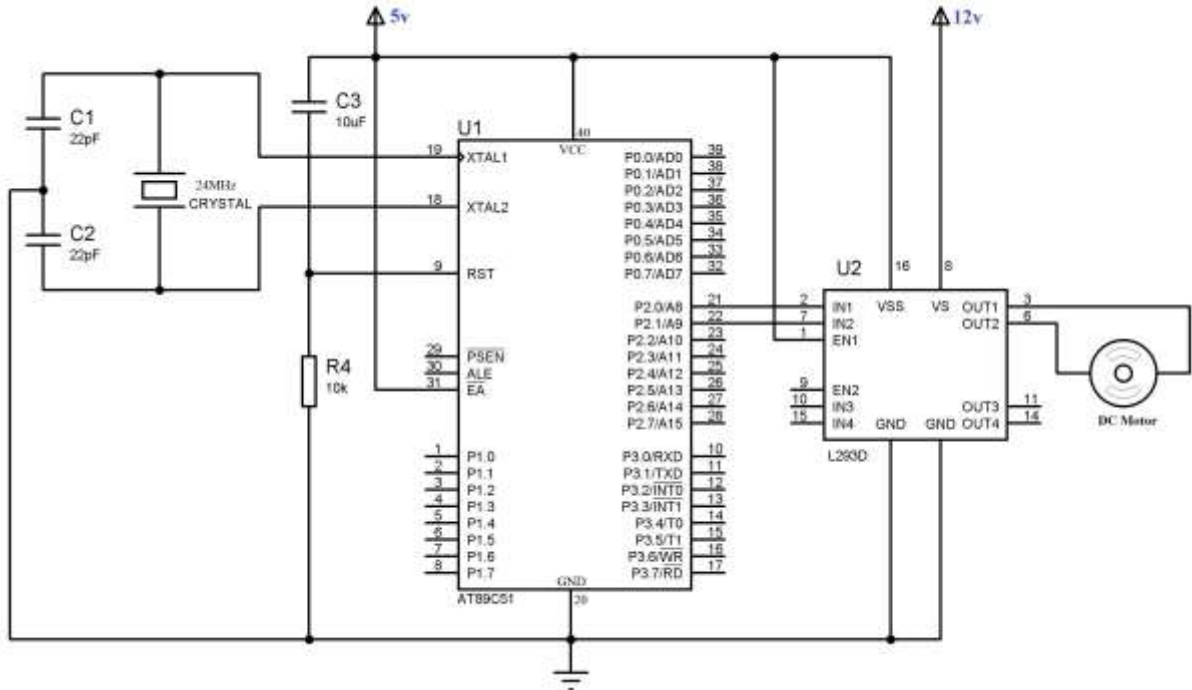 5v
12v
C1
22pF
C2
22pF
24MHz
CRYSTAL
C3
10uF
R4
10k
U1
40
VCC
19 XTAL1
18 XTAL2
9 RST
29 PSEN
30 ALE
31 EA
1 P1.0
2 P1.1
3 P1.2
4 P1.3
5 P1.4
6 P1.5
7 P1.6
8 P1.7
P0.0/AD0 39
P0.1/AD1 38
P0.2/AD2 37
P0.3/AD3 36
P0.4/AD4 35
P0.5/AD5 34
P0.6/AD6 33
P0.7/AD7 32
P2.0/A8 21
P2.1/A9 22
P2.2/A10 23
P2.3/A11 24
P2.4/A12 25
P2.5/A13 26
P2.6/A14 27
P2.7/A15 28
P3.0/RXD 10
P3.1/TXD 11
P3.2/INT0 12
P3.3/INT1 13
P3.4/T0 14
P3.5/T1 15
P3.6/WR 16
P3.7/RD 17
GND
20
AT89C51
U2
16 8
VSS VS
2 IN1
7 IN2
1 EN1
9 EN2
10 IN3
15 IN4
OUT1 3
OUT2 6
OUT3 11
OUT4 14
GND GND
L293D
DC Motor